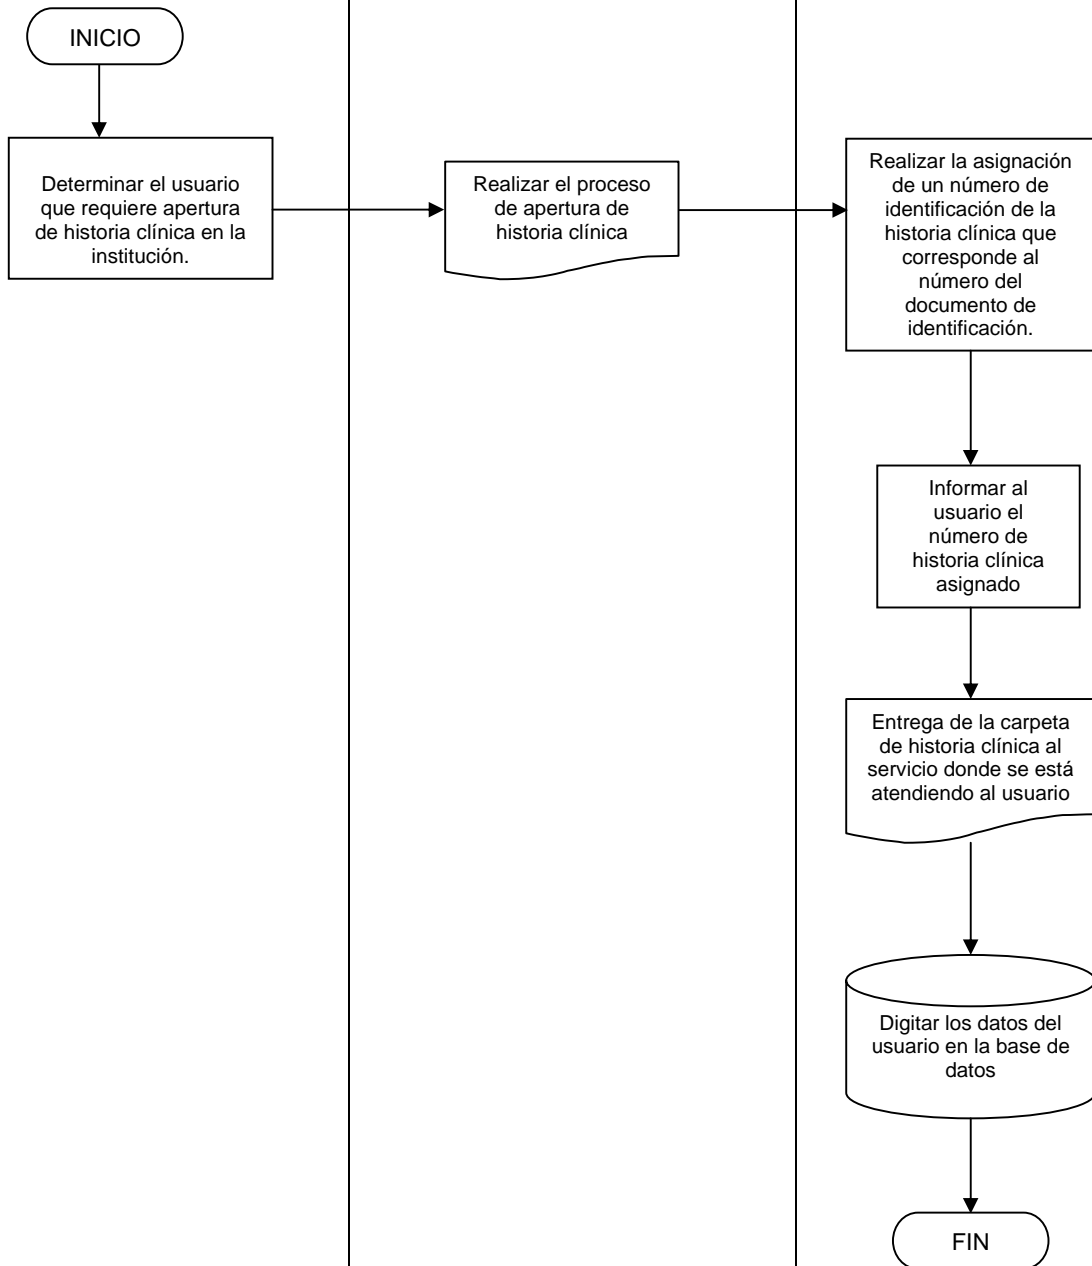 INICIO
Determinar el usuario
que requiere apertura
de historia clínica en la
institución.
Realizar el proceso
de apertura de
historia clínica
Realizar la asignación
de un número de
identificación de la
historia clínica que
corresponde al
número del
documento de
identificación.
Informar al
usuario el
número de
historia clínica
asignado
Entrega de la carpeta
de historia clínica al
servicio donde se está
atendiendo al usuario
Digitar los datos del
usuario en la base de
datos
FIN